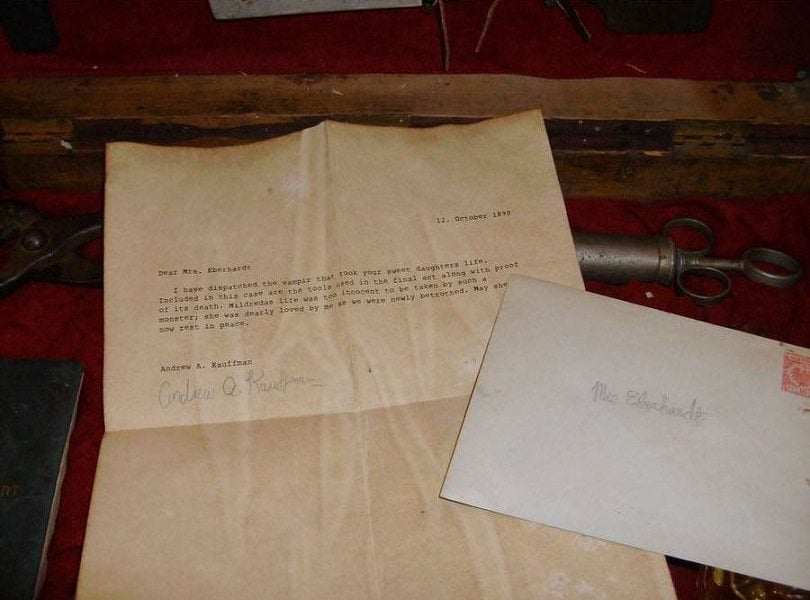 12. October 1890
Dear Mrs. Eberhardt
I have dispatched the vampir that took your sweet daughters life.
Included in this case are the tools used in the final act along with proof
of its death. Mildredas life was too innocent to be taken by such a
monster; she was dearly loved by me as we were newly betrothed. May she
now rest in peace.
Andrew A. Kauffman
Andrew A. Kauffman
Mrs Eberhardt